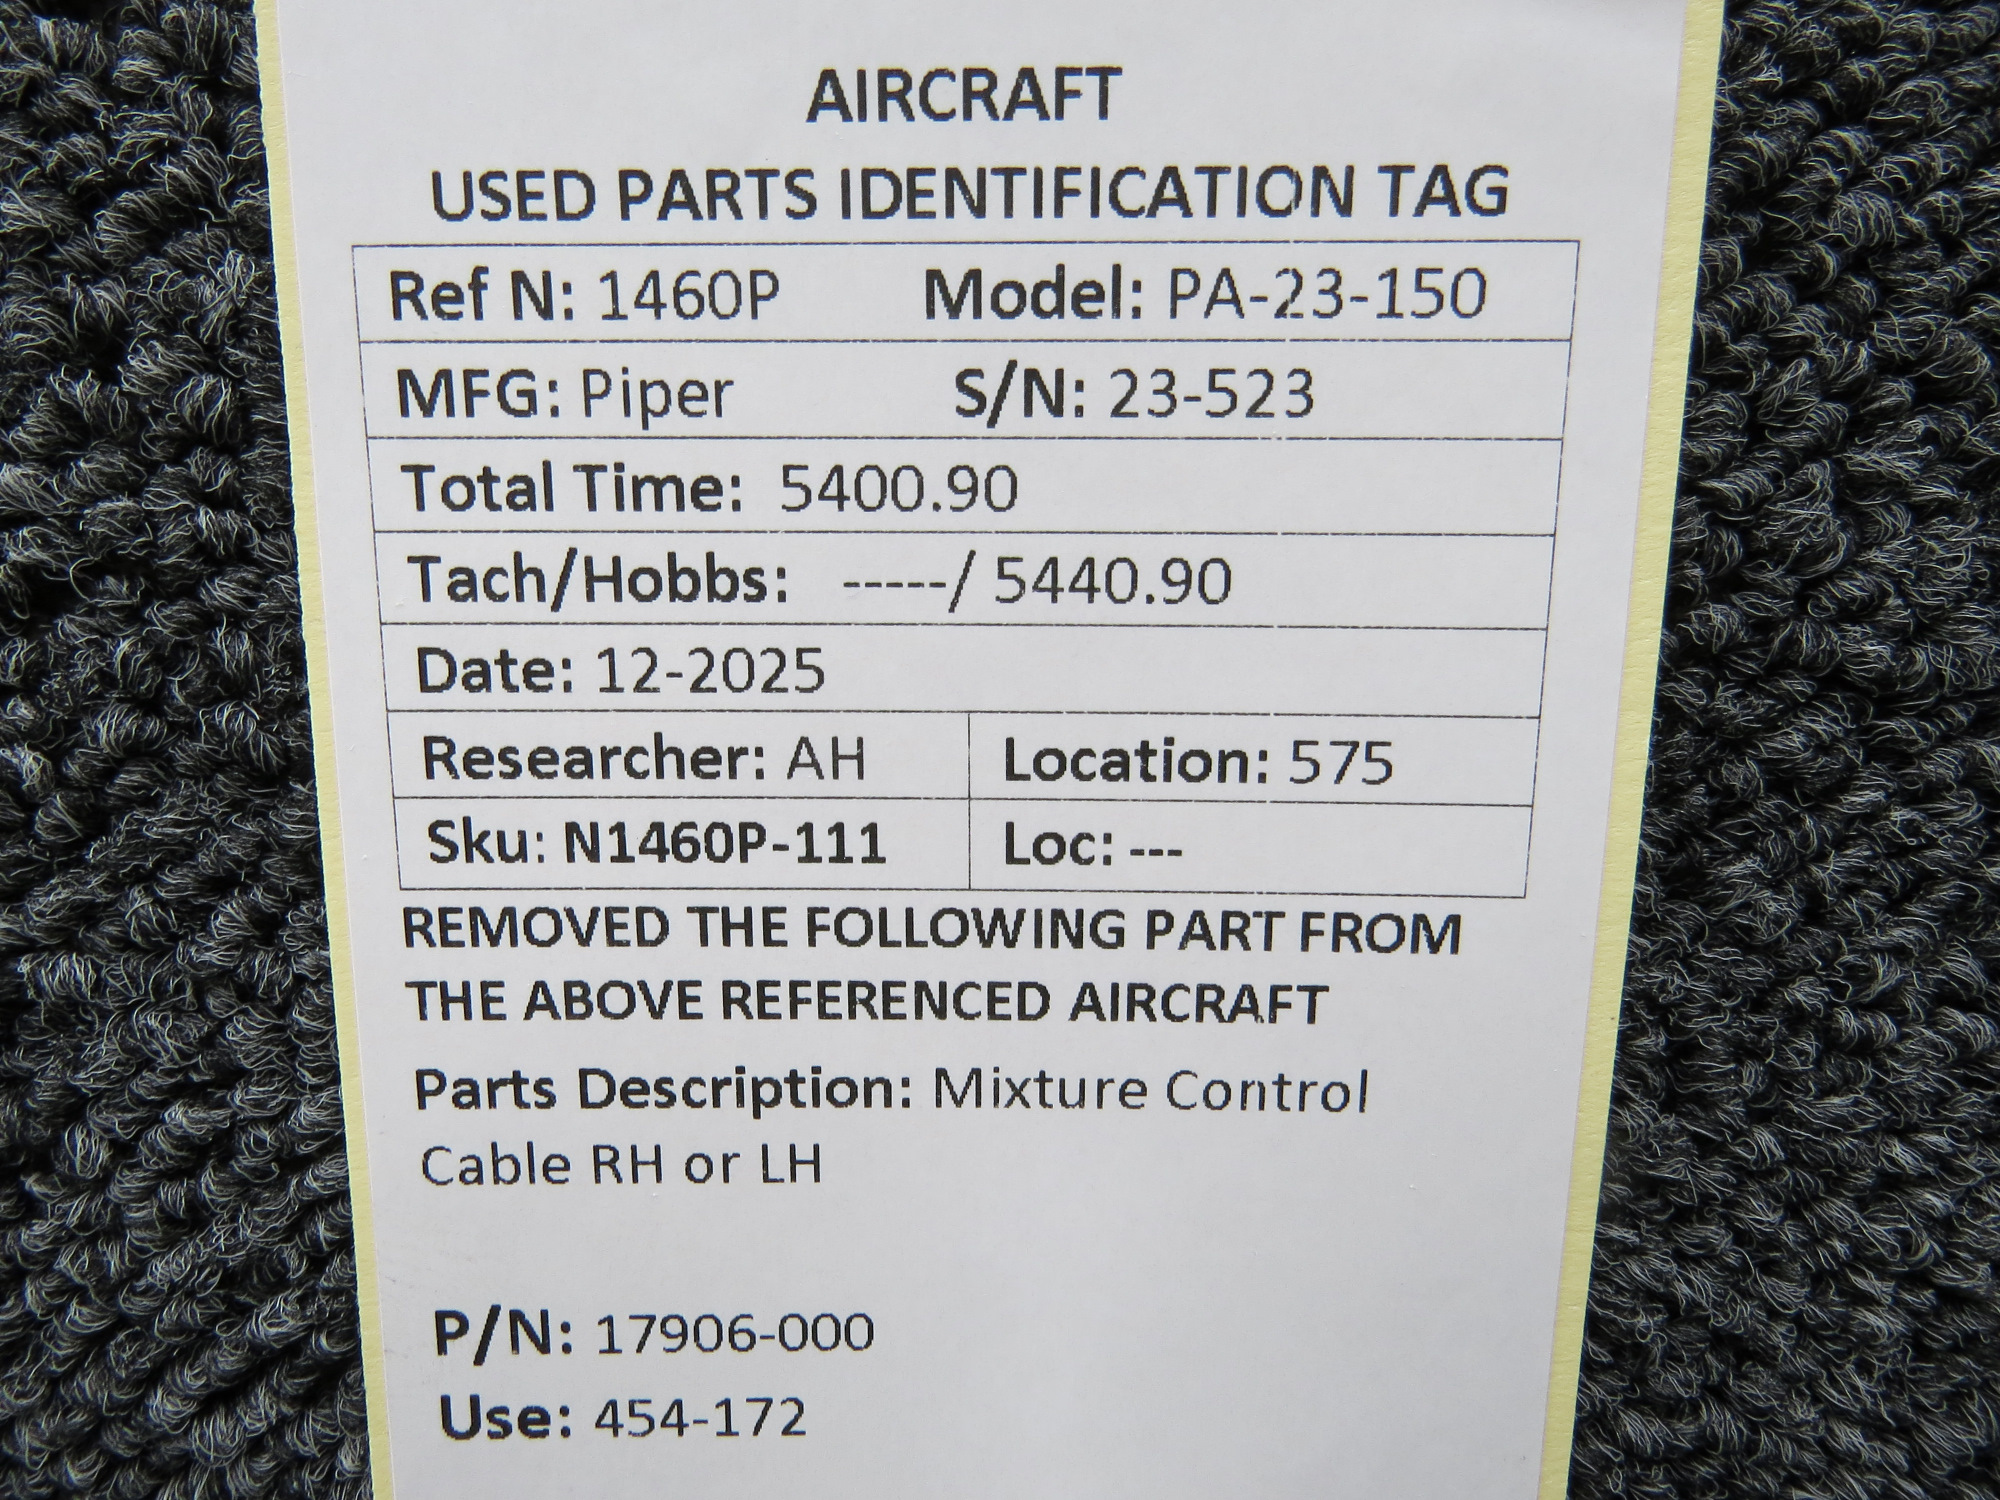 AIRCRAFT
USED PARTS IDENTIFICATION TAG
Ref N: 1460P Model: PA-23-150
MFG: Piper S/N: 23-523
Total Time: 5400.90
Tach/Hobbs: -----/ 5440.90
Date: 12-2025
Researcher: AH Location: 575
Sku: N1460P-111 Loc: ---
REMOVED THE FOLLOWING PART FROM
THE ABOVE REFERENCED AIRCRAFT
Parts Description: Mixture Control
Cable RH or LH
P/N: 17906-000
Use: 454-172